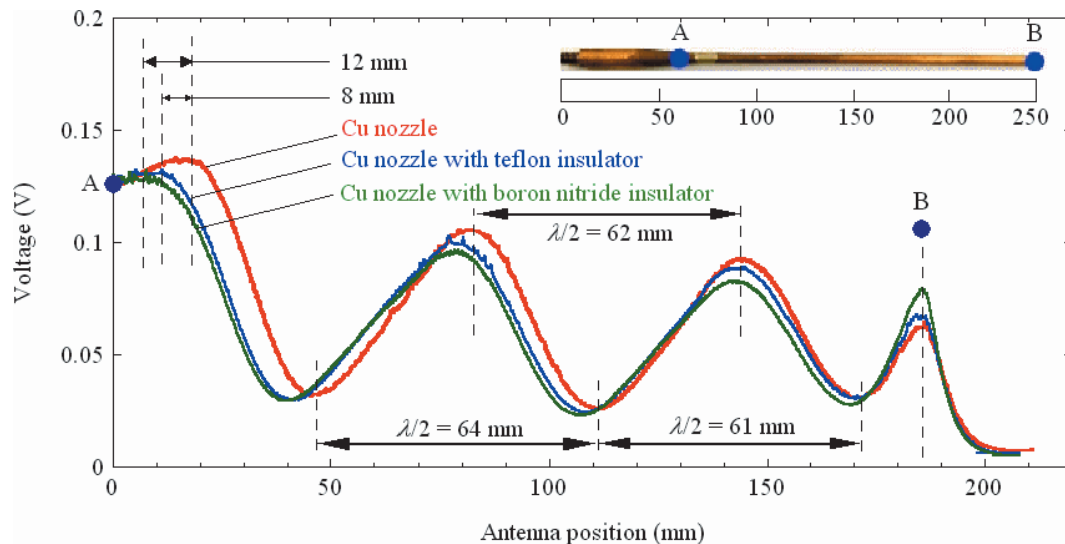 0.2
0.15
0.1
0.05
0
Voltage (V)
A
12 mm
8 mm
Cu nozzle
Cu nozzle with teflon insulator
Cu nozzle with boron nitride insulator
λ/2 = 62 mm
λ/2 = 64 mm
λ/2 = 61 mm
B
A B
0 50 100 150 200 250
0 50 100 150 200
Antenna position (mm)